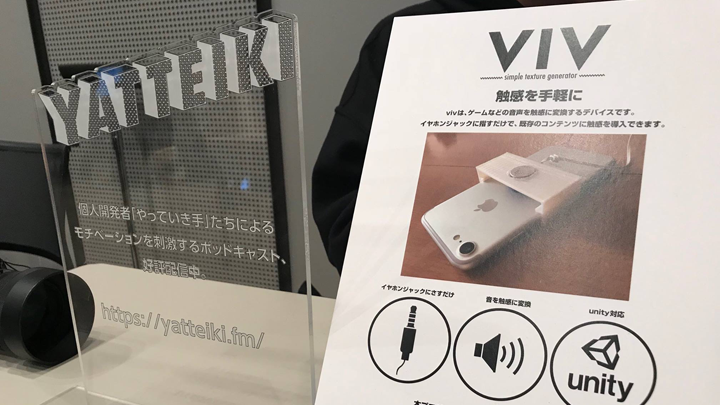 YATTEIKI
個人開発者「やっていき手」たちによる
モチベーションを刺激するポッドキャスト、
好評配信中。
https://yatteiki.fm/
VIV
simple texture generator
触感を手軽に
vivは、ゲームなどの音声を触感に変換するデバイスです。
イヤホンジャックに指すだけで、既存のコンテンツに触感を導入できます。
イヤホンジャックにさすだけ
音を触感に変換
unity対応
unity